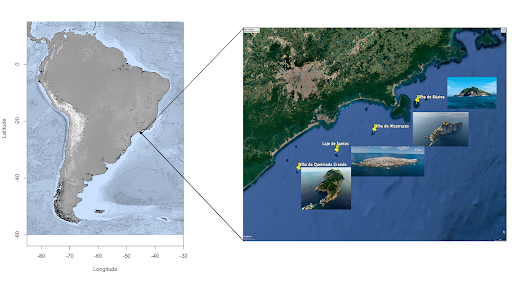 0
-20
-40
-60
-80
-70
-60
-50
-40
-30
Latitude
Longitude
Ilha de Búzios
Ilha de Alcatrazes
Laje de Santos
Ilha da Queimada Grande